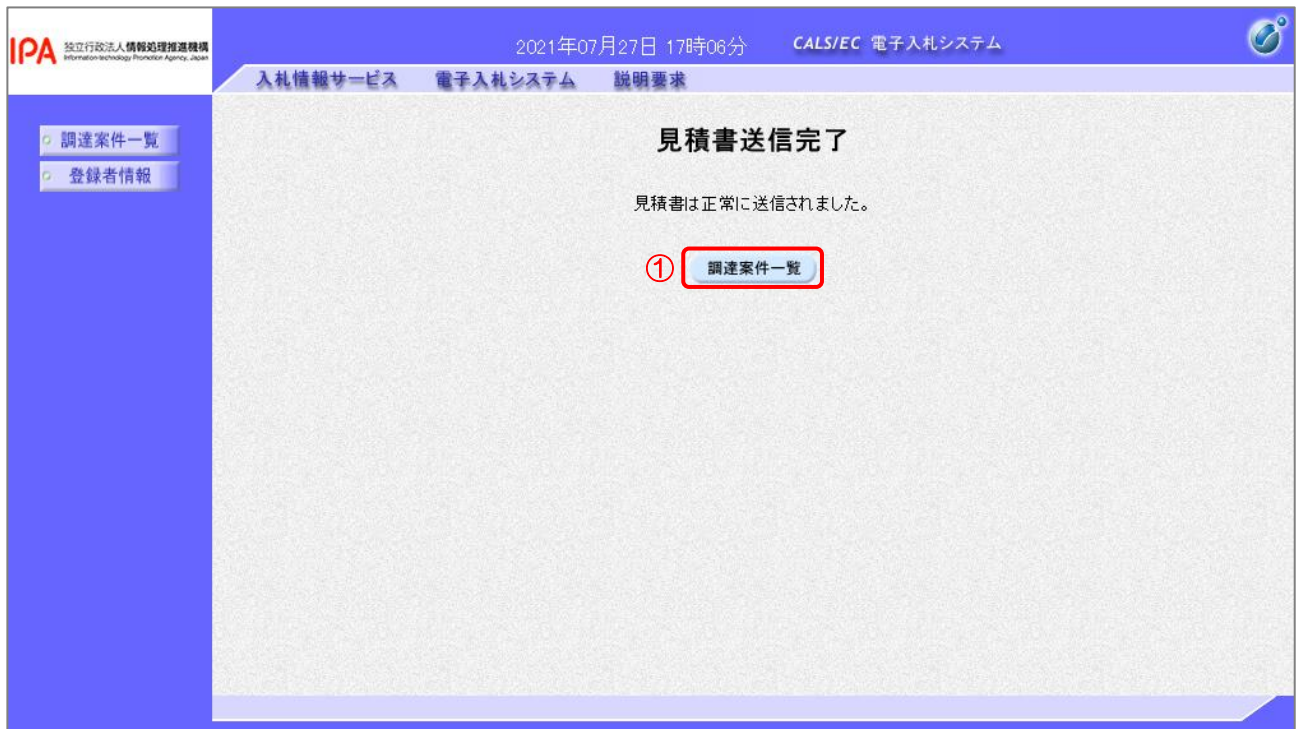 IPA 独立行政法人情報処理推進機構
Information-technology Promotion Agency, Japan
2021年07月27日 17時06分 CALS/EC 電子入札システム
入札情報サービス 電子入札システム 説明要求
調達案件一覧
登録者情報
見積書送信完了
見積書は正常に送信されました。
① 調達案件一覧